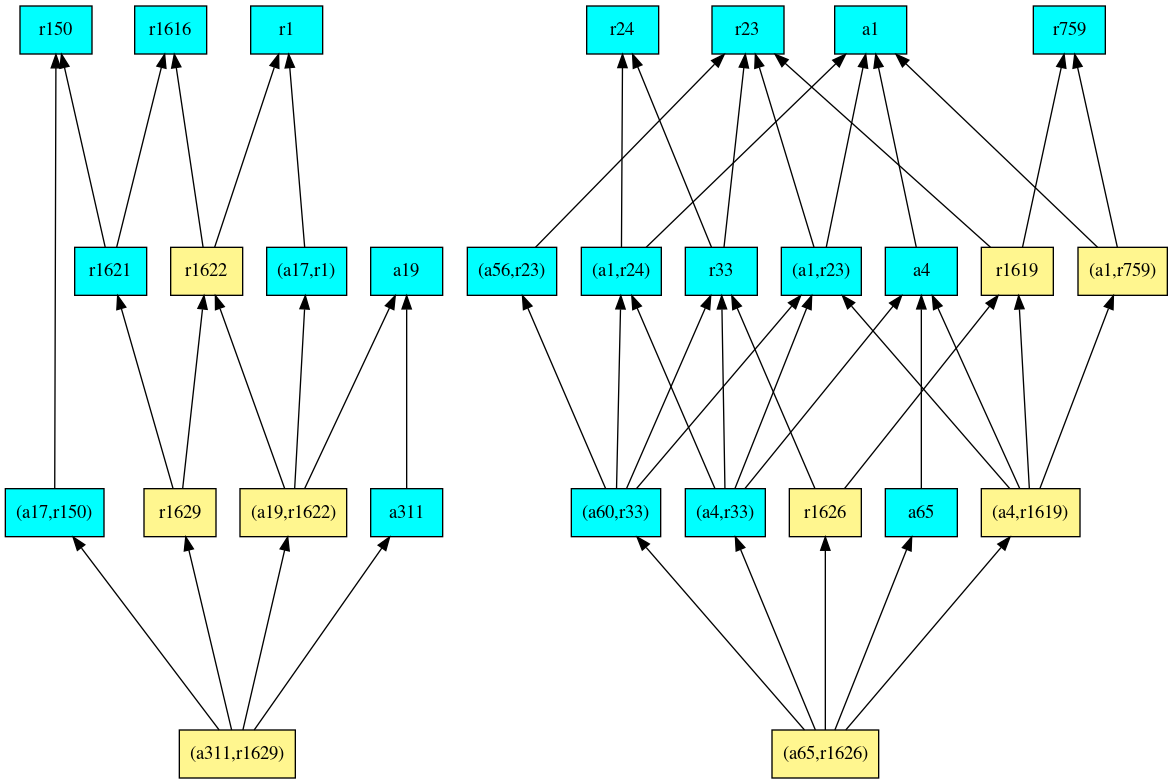 r150
r1616
r1
r24
r23
a1
r759
r1621
r1622
(a17,r1)
a19
(a56,r23)
(a1,r24)
r33
(a1,r23)
a4
r1619
(a1,r759)
(a17,r150)
r1629
(a19,r1622)
a311
(a60,r33)
(a4,r33)
r1626
a65
(a4,r1619)
(a311,r1629)
(a65,r1626)